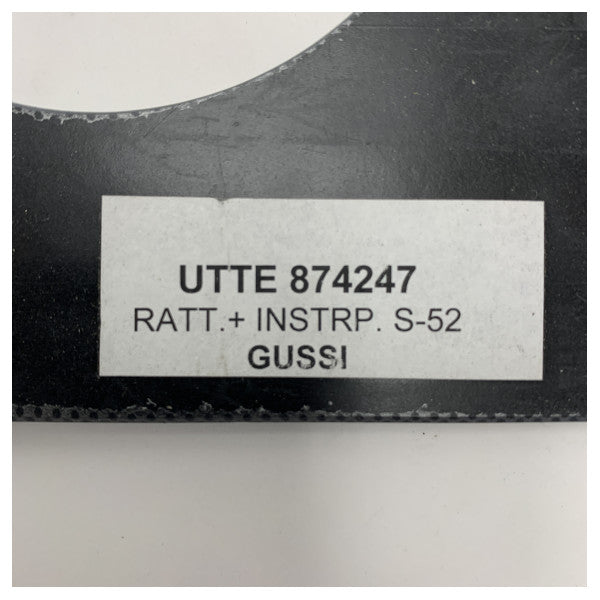 UTTE 874247
RATT.+ INSTRP. S-52
GUSSI